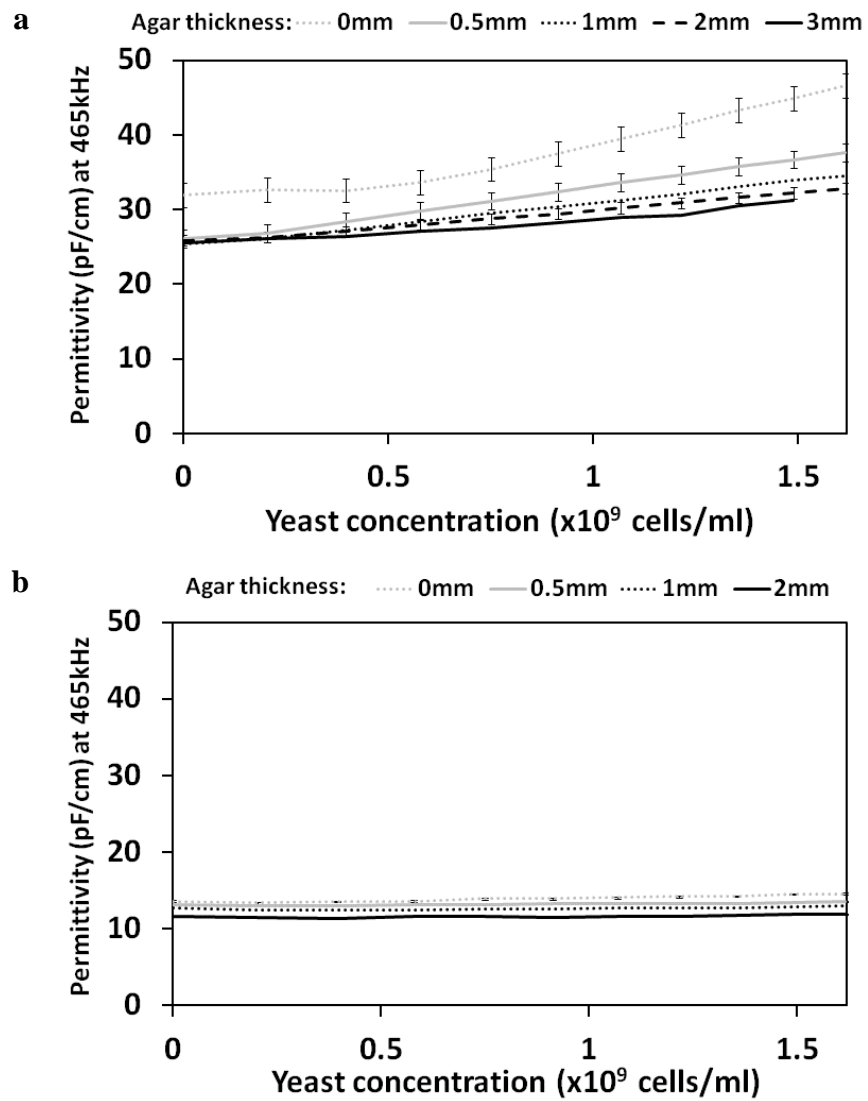 a
Agar thickness: 0mm 0.5mm 1mm 2mm 3mm
50
40
30
20
10
0
Permittivity (pF/cm) at 465kHz
0 0.5 1 1.5
Yeast concentration (x10⁹ cells/ml)
b
Agar thickness: 0mm 0.5mm 1mm 2mm
50
40
30
20
10
0
Permittivity (pF/cm) at 465kHz
0 0.5 1 1.5
Yeast concentration (x10⁹ cells/ml)